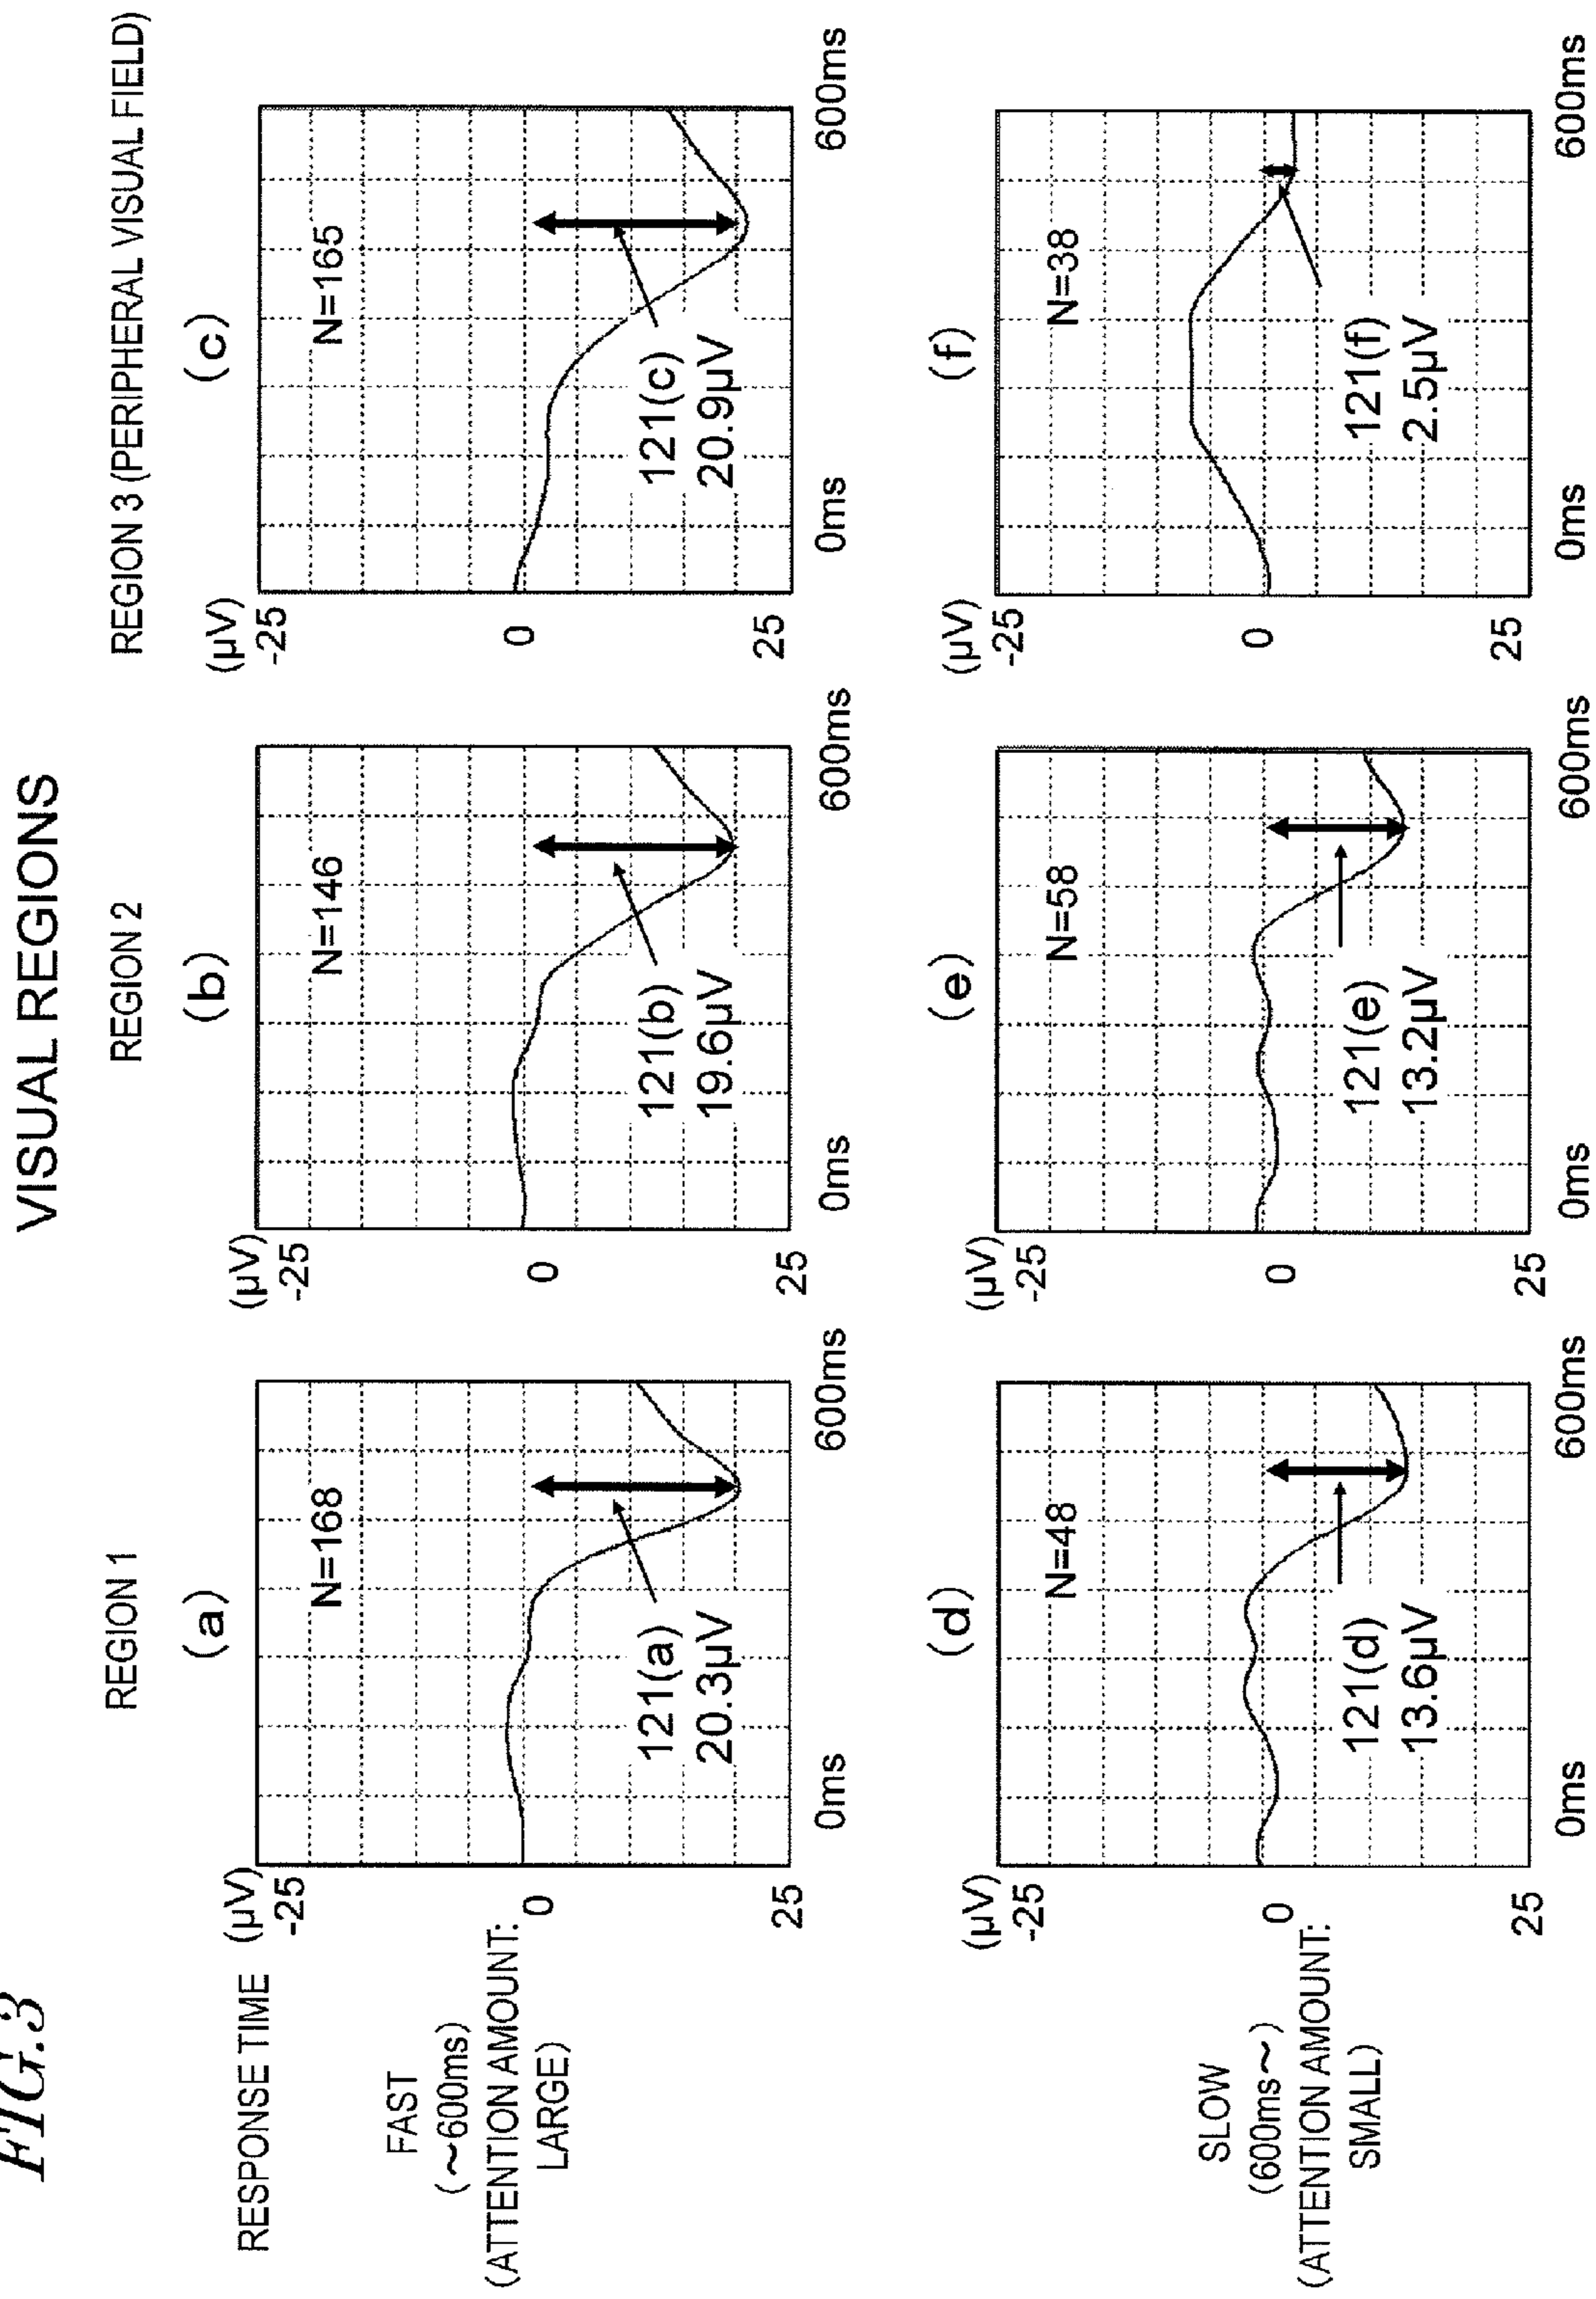 FIG.3
VISUAL REGIONS
REGION 1
REGION 2
REGION 3 (PERIPHERAL VISUAL FIELD)
RESPONSE TIME
FAST
(~600ms)
(ATTENTION AMOUNT:
LARGE)
(a)
(μV)
-25
0
25
N=168
121(a)
20.3μV
0ms
600ms
(b)
(μV)
-25
0
25
N=146
121(b)
19.6μV
0ms
600ms
(c)
(μV)
-25
0
25
N=165
121(c)
20.9μV
0ms
600ms
SLOW
(600ms~)
(ATTENTION AMOUNT:
SMALL)
(d)
(μV)
-25
0
25
N=48
121(d)
13.6μV
0ms
600ms
(e)
(μV)
-25
0
25
N=58
121(e)
13.2μV
0ms
600ms
(f)
(μV)
-25
0
25
N=38
121(f)
2.5μV
0ms
600ms